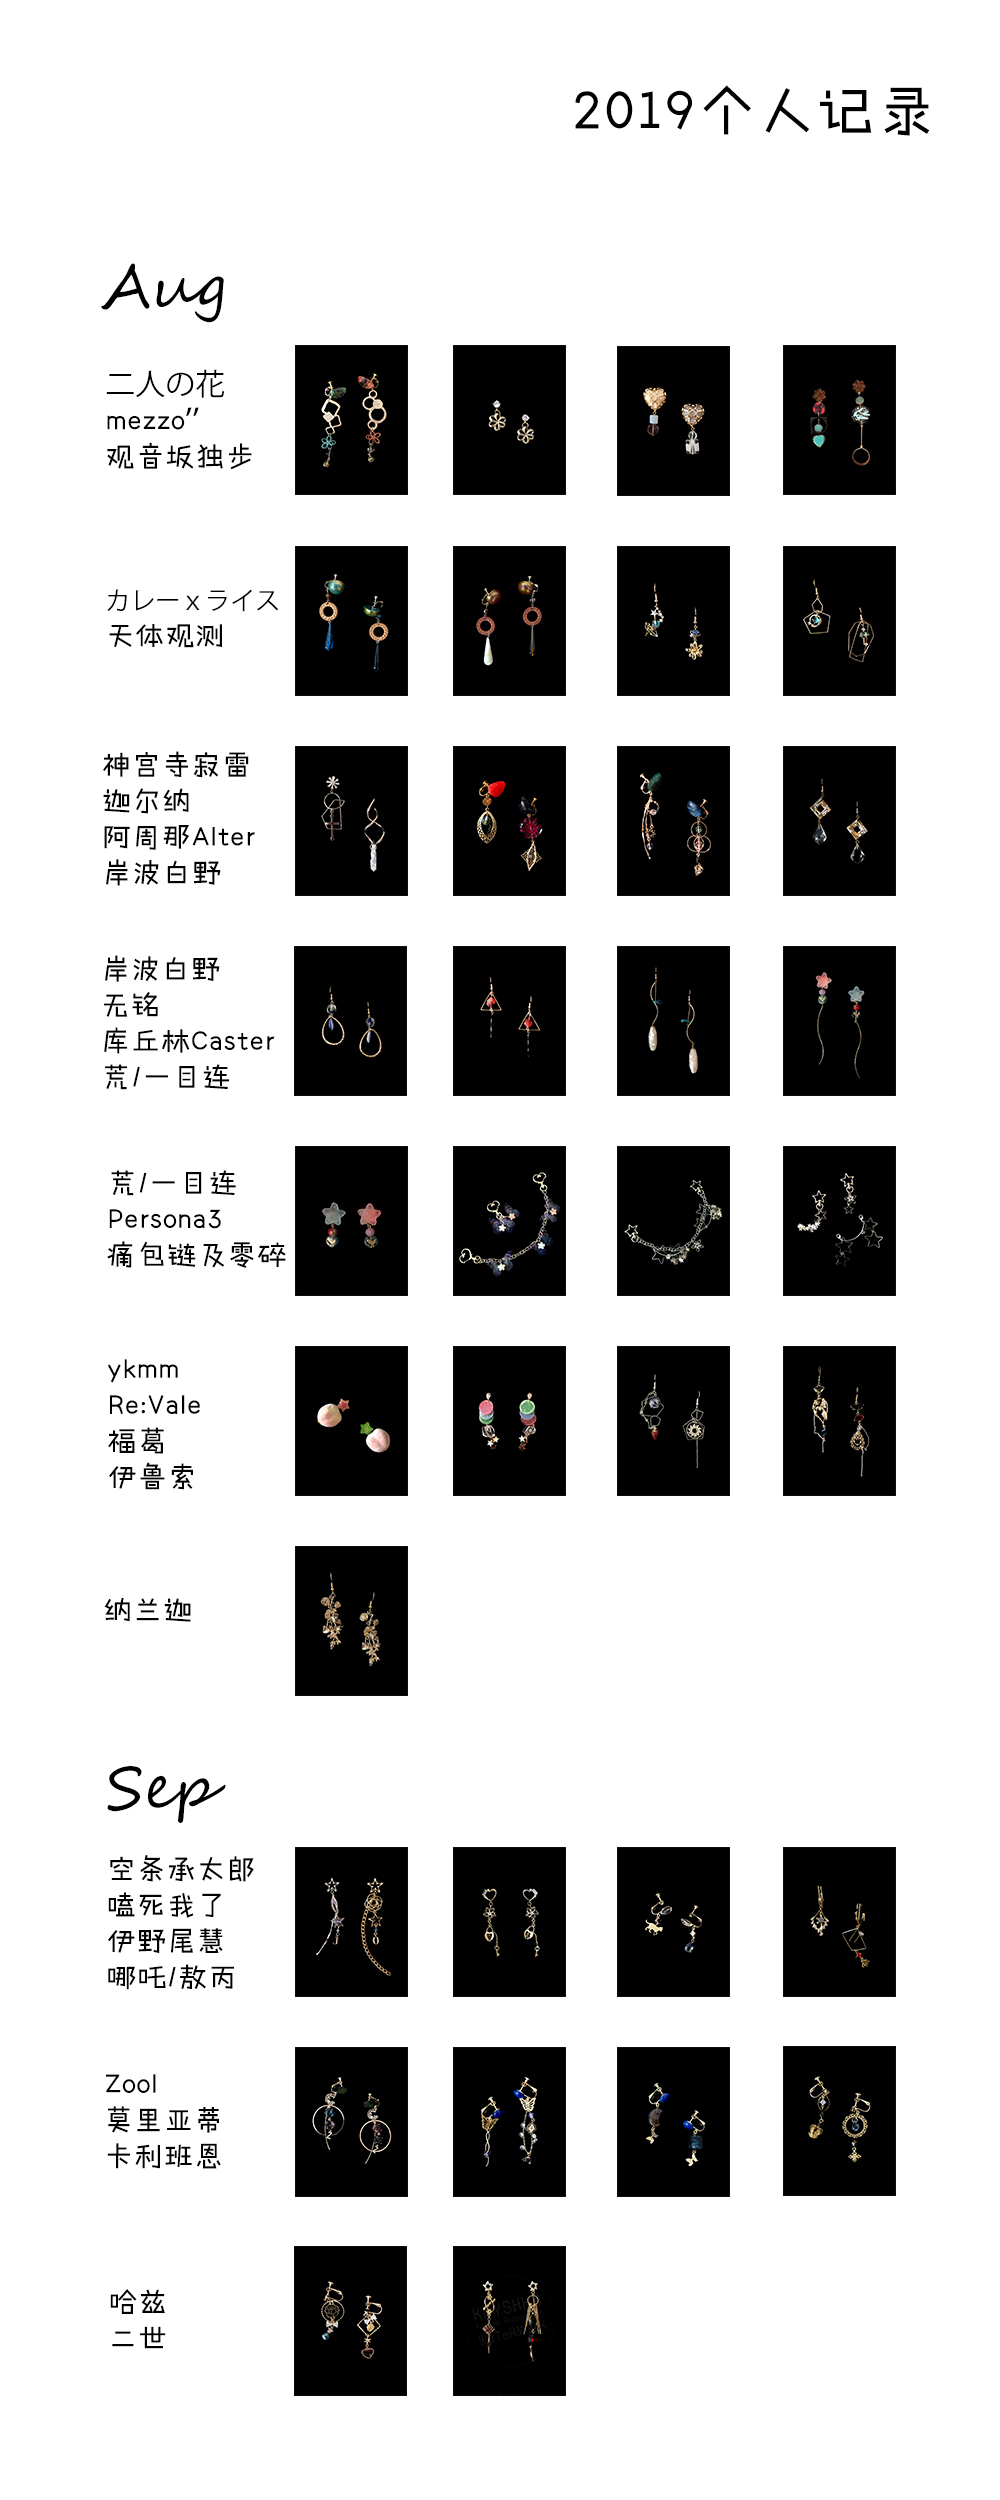 2019个人记录
Aug
二人の花
mezzo”
观音坂独步
カレーxライス
天体观测
神宫寺寂雷
迦尔纳
阿周那Alter
岸波白野
岸波白野
无铭
库丘林Caster
荒/一目连
荒/一目连
Persona3
痛包链及零碎
ykmm
Re:Vale
福葛
伊鲁索
纳兰迦
Sep
空条承太郎
嗑死我了
伊野尾慧
哪吒/敖丙
Zool
莫里亚蒂
卡利班恩
哈兹
二世